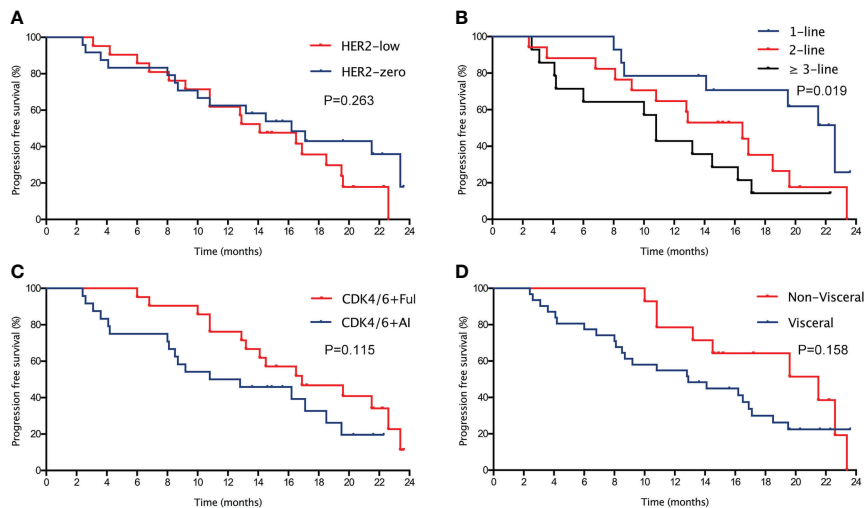 A
Progression free survival (%)
100
80
60
40
20
0
0 2 4 6 8 10 12 14 16 18 20 22 24
Time (months)
HER2-low
HER2-zero
P=0.263
B
Progression free survival (%)
100
80
60
40
20
0
0 2 4 6 8 10 12 14 16 18 20 22 24
Time (months)
1-line
2-line
≥ 3-line
P=0.019
C
Progression free survival (%)
100
80
60
40
20
0
0 2 4 6 8 10 12 14 16 18 20 22 24
Time (months)
CDK4/6+Ful
CDK4/6+AI
P=0.115
D
Progression free survival (%)
100
80
60
40
20
0
0 2 4 6 8 10 12 14 16 18 20 22 24
Time (months)
Non-Visceral
Visceral
P=0.158